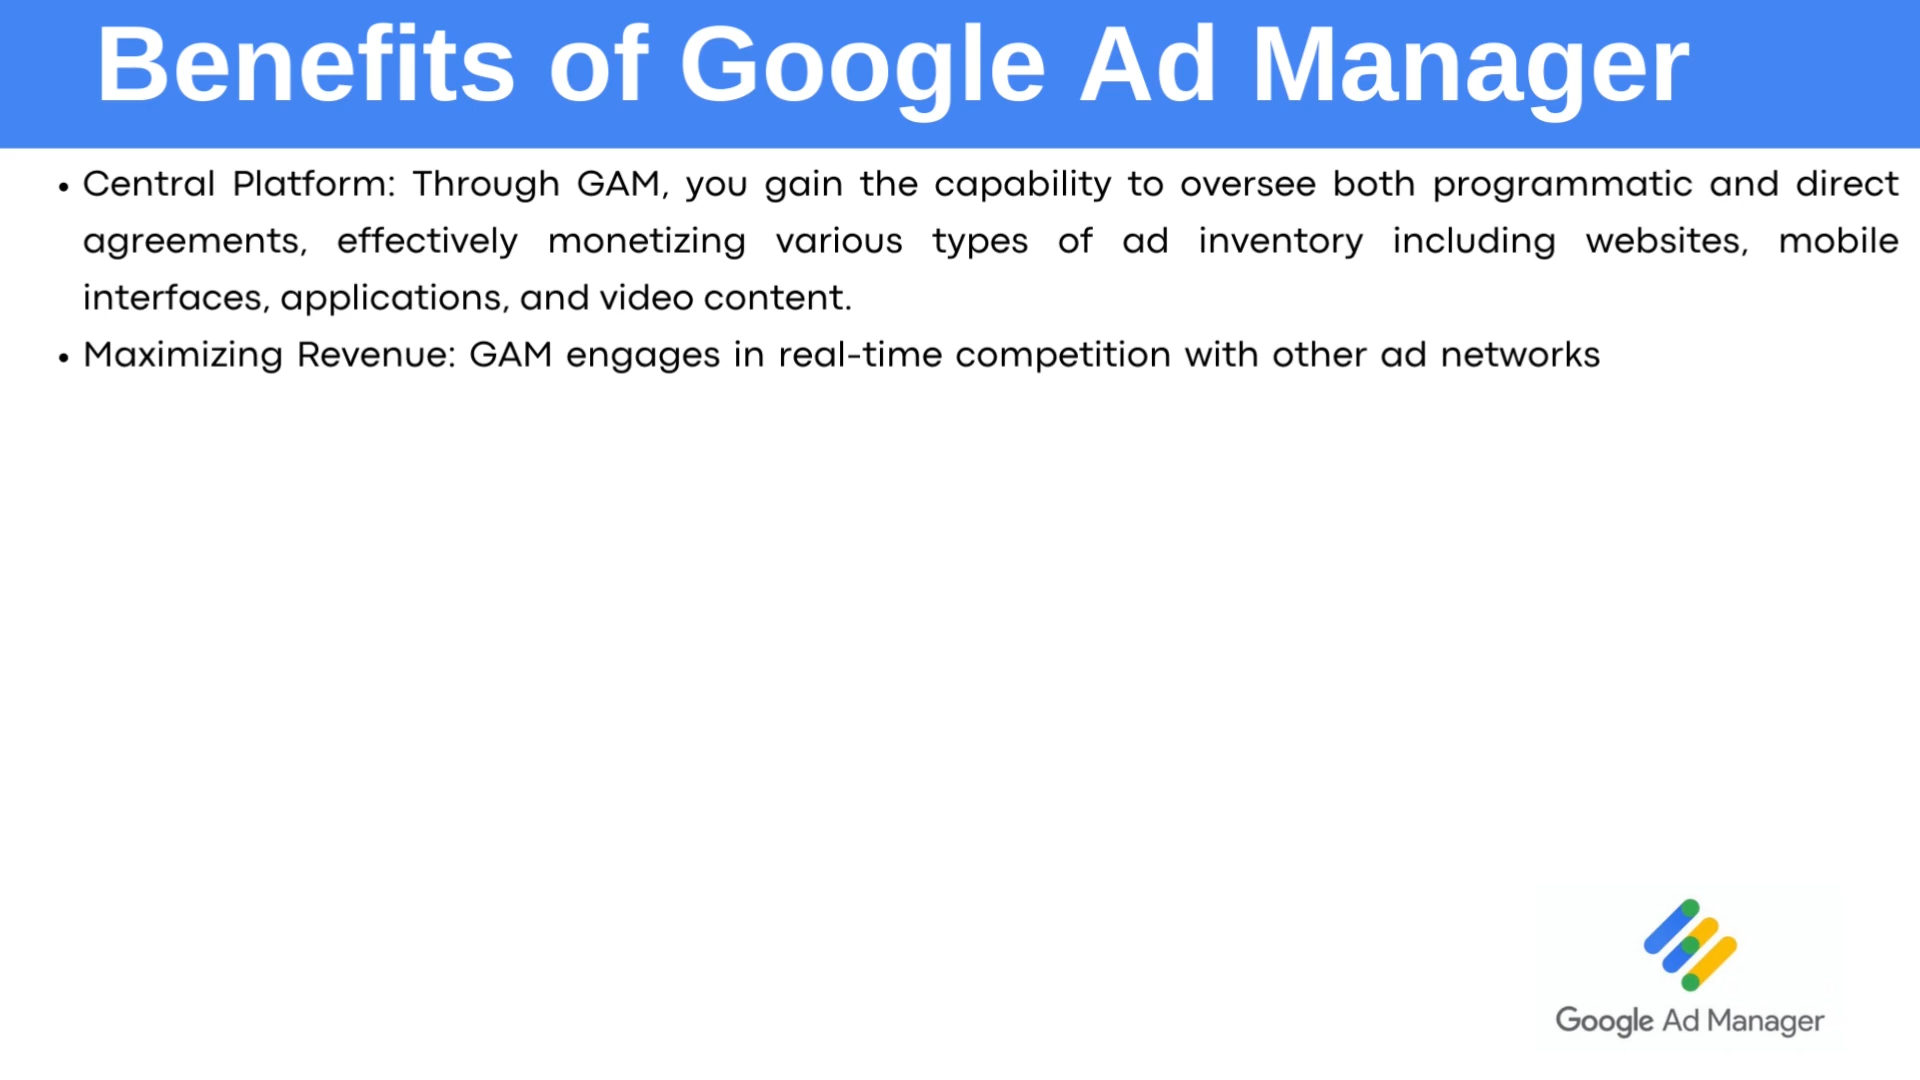 Benefits of Google Ad Manager
• Central Platform: Through GAM, you gain the capability to oversee both programmatic and direct
agreements, effectively monetizing various types of ad inventory including websites, mobile
interfaces, applications, and video content.
• Maximizing Revenue: GAM engages in real-time competition with other ad networks
Google Ad Manager